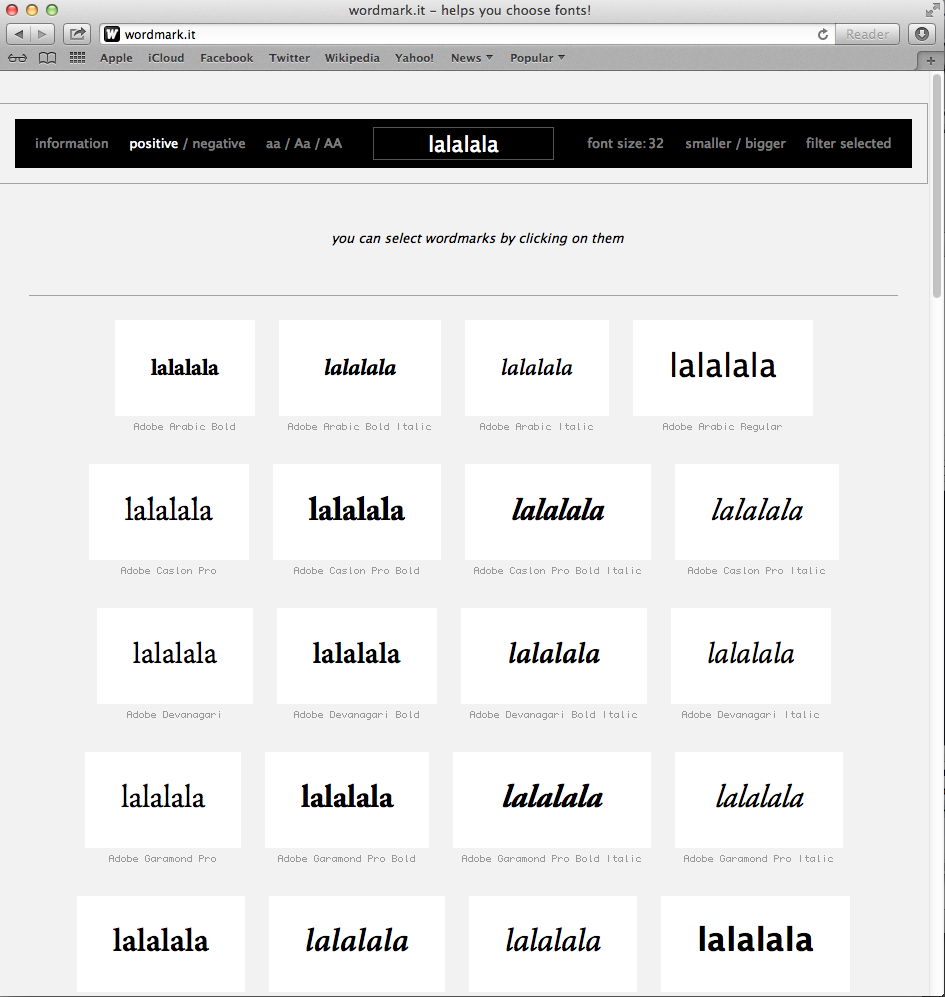 wordmark.it – helps you choose fonts!
W wordmark.it Reader
Apple iCloud Facebook Twitter Wikipedia Yahoo! News Popular
information positive / negative aa / Aa / AA lalalala font size: 32 smaller / bigger filter selected
you can select wordmarks by clicking on them
lalalala lalalala lalalala lalalala
Adobe Arabic Bold Adobe Arabic Bold Italic Adobe Arabic Italic Adobe Arabic Regular
lalalala lalalala lalalala lalalala
Adobe Caslon Pro Adobe Caslon Pro Bold Adobe Caslon Pro Bold Italic Adobe Caslon Pro Italic
lalalala lalalala lalalala lalalala
Adobe Devanagari Adobe Devanagari Bold Adobe Devanagari Bold Italic Adobe Devanagari Italic
lalalala lalalala lalalala lalalala
Adobe Garamond Pro Adobe Garamond Pro Bold Adobe Garamond Pro Bold Italic Adobe Garamond Pro Italic
lalalala lalalala lalalala lalalala